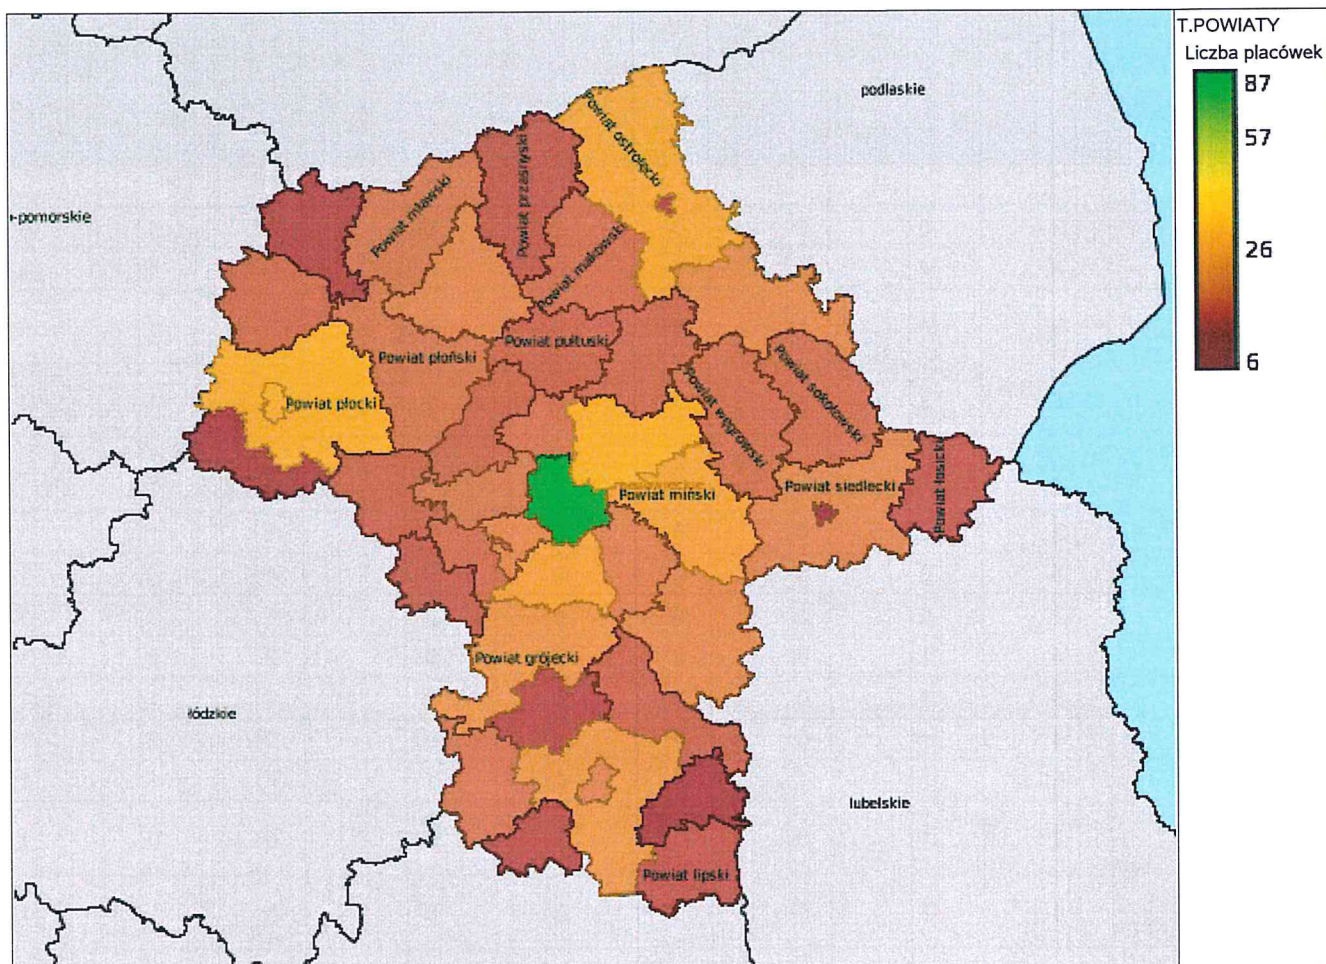 T.POWIATY
Liczba placówek
87
57
26
6
podlaskie
-pomorskie
Powiat ostrołęcki
Powiat przasnyski
Powiat mławski
Powiat makowski
Powiat płoński
Powiat pułtuski
Powiat węgrowski
Powiat sokołowski
Powiat płocki
Powiat miński
Powiat siedlecki
Powiat łosicki
Powiat grójecki
łódzkie
lubelskie
Powiat lipski